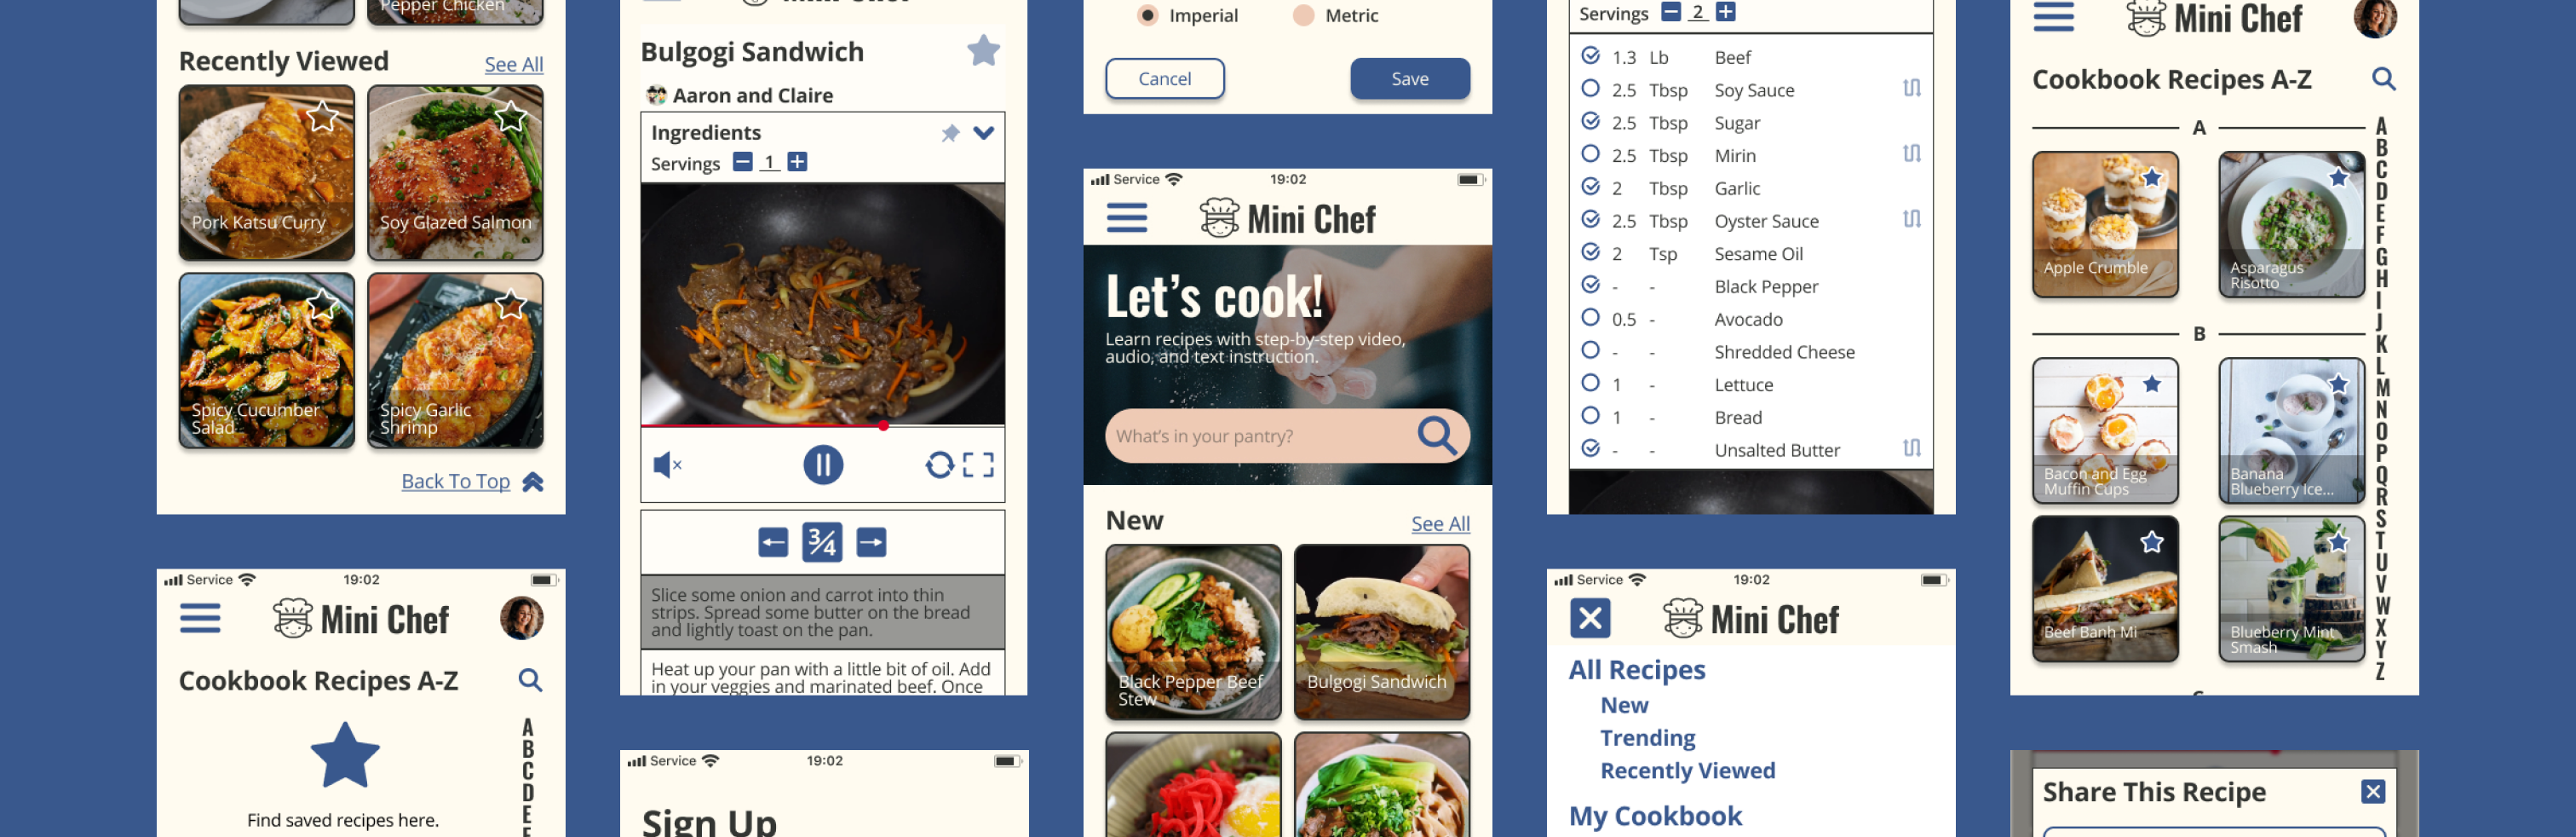 Pepper Chicken
Recently Viewed
See All
Pork Katsu Curry
Soy Glazed Salmon
Spicy Cucumber
Salad
Spicy Garlic
Shrimp
Back To Top
Service
19:02
Mini Chef
Cookbook Recipes A-Z
Find saved recipes here.
A
B
C
D
E
F
Mini Chef
Bulgogi Sandwich
Aaron and Claire
Ingredients
Servings 1
3/4
Slice some onion and carrot into thin
strips. Spread some butter on the bread
and lightly toast on the pan.
Heat up your pan with a little bit of oil. Add
in your veggies and marinated beef. Once
Service
19:02
Sign Up
Imperial
Metric
Cancel
Save
Service
19:02
Mini Chef
Let's cook!
Learn recipes with step-by-step video,
audio, and text instruction.
What's in your pantry?
New
See All
Black Pepper Beef
Stew
Bulgogi Sandwich
Servings 2
1.3 Lb Beef
2.5 Tbsp Soy Sauce
2.5 Tbsp Sugar
2.5 Tbsp Mirin
2 Tbsp Garlic
2.5 Tbsp Oyster Sauce
2 Tsp Sesame Oil
- - Black Pepper
0.5 - Avocado
- - Shredded Cheese
1 - Lettuce
1 - Bread
- - Unsalted Butter
Service
19:02
Mini Chef
All Recipes
New
Trending
Recently Viewed
My Cookbook
Mini Chef
Cookbook Recipes A-Z
A
Apple Crumble
Asparagus
Risotto
B
Bacon and Egg
Muffin Cups
Banana
Blueberry Ice...
Beef Banh Mi
Blueberry Mint
Smash
A
B
C
D
E
F
G
H
I
J
K
L
M
N
O
P
Q
R
S
T
U
V
W
X
Y
Z
Share This Recipe